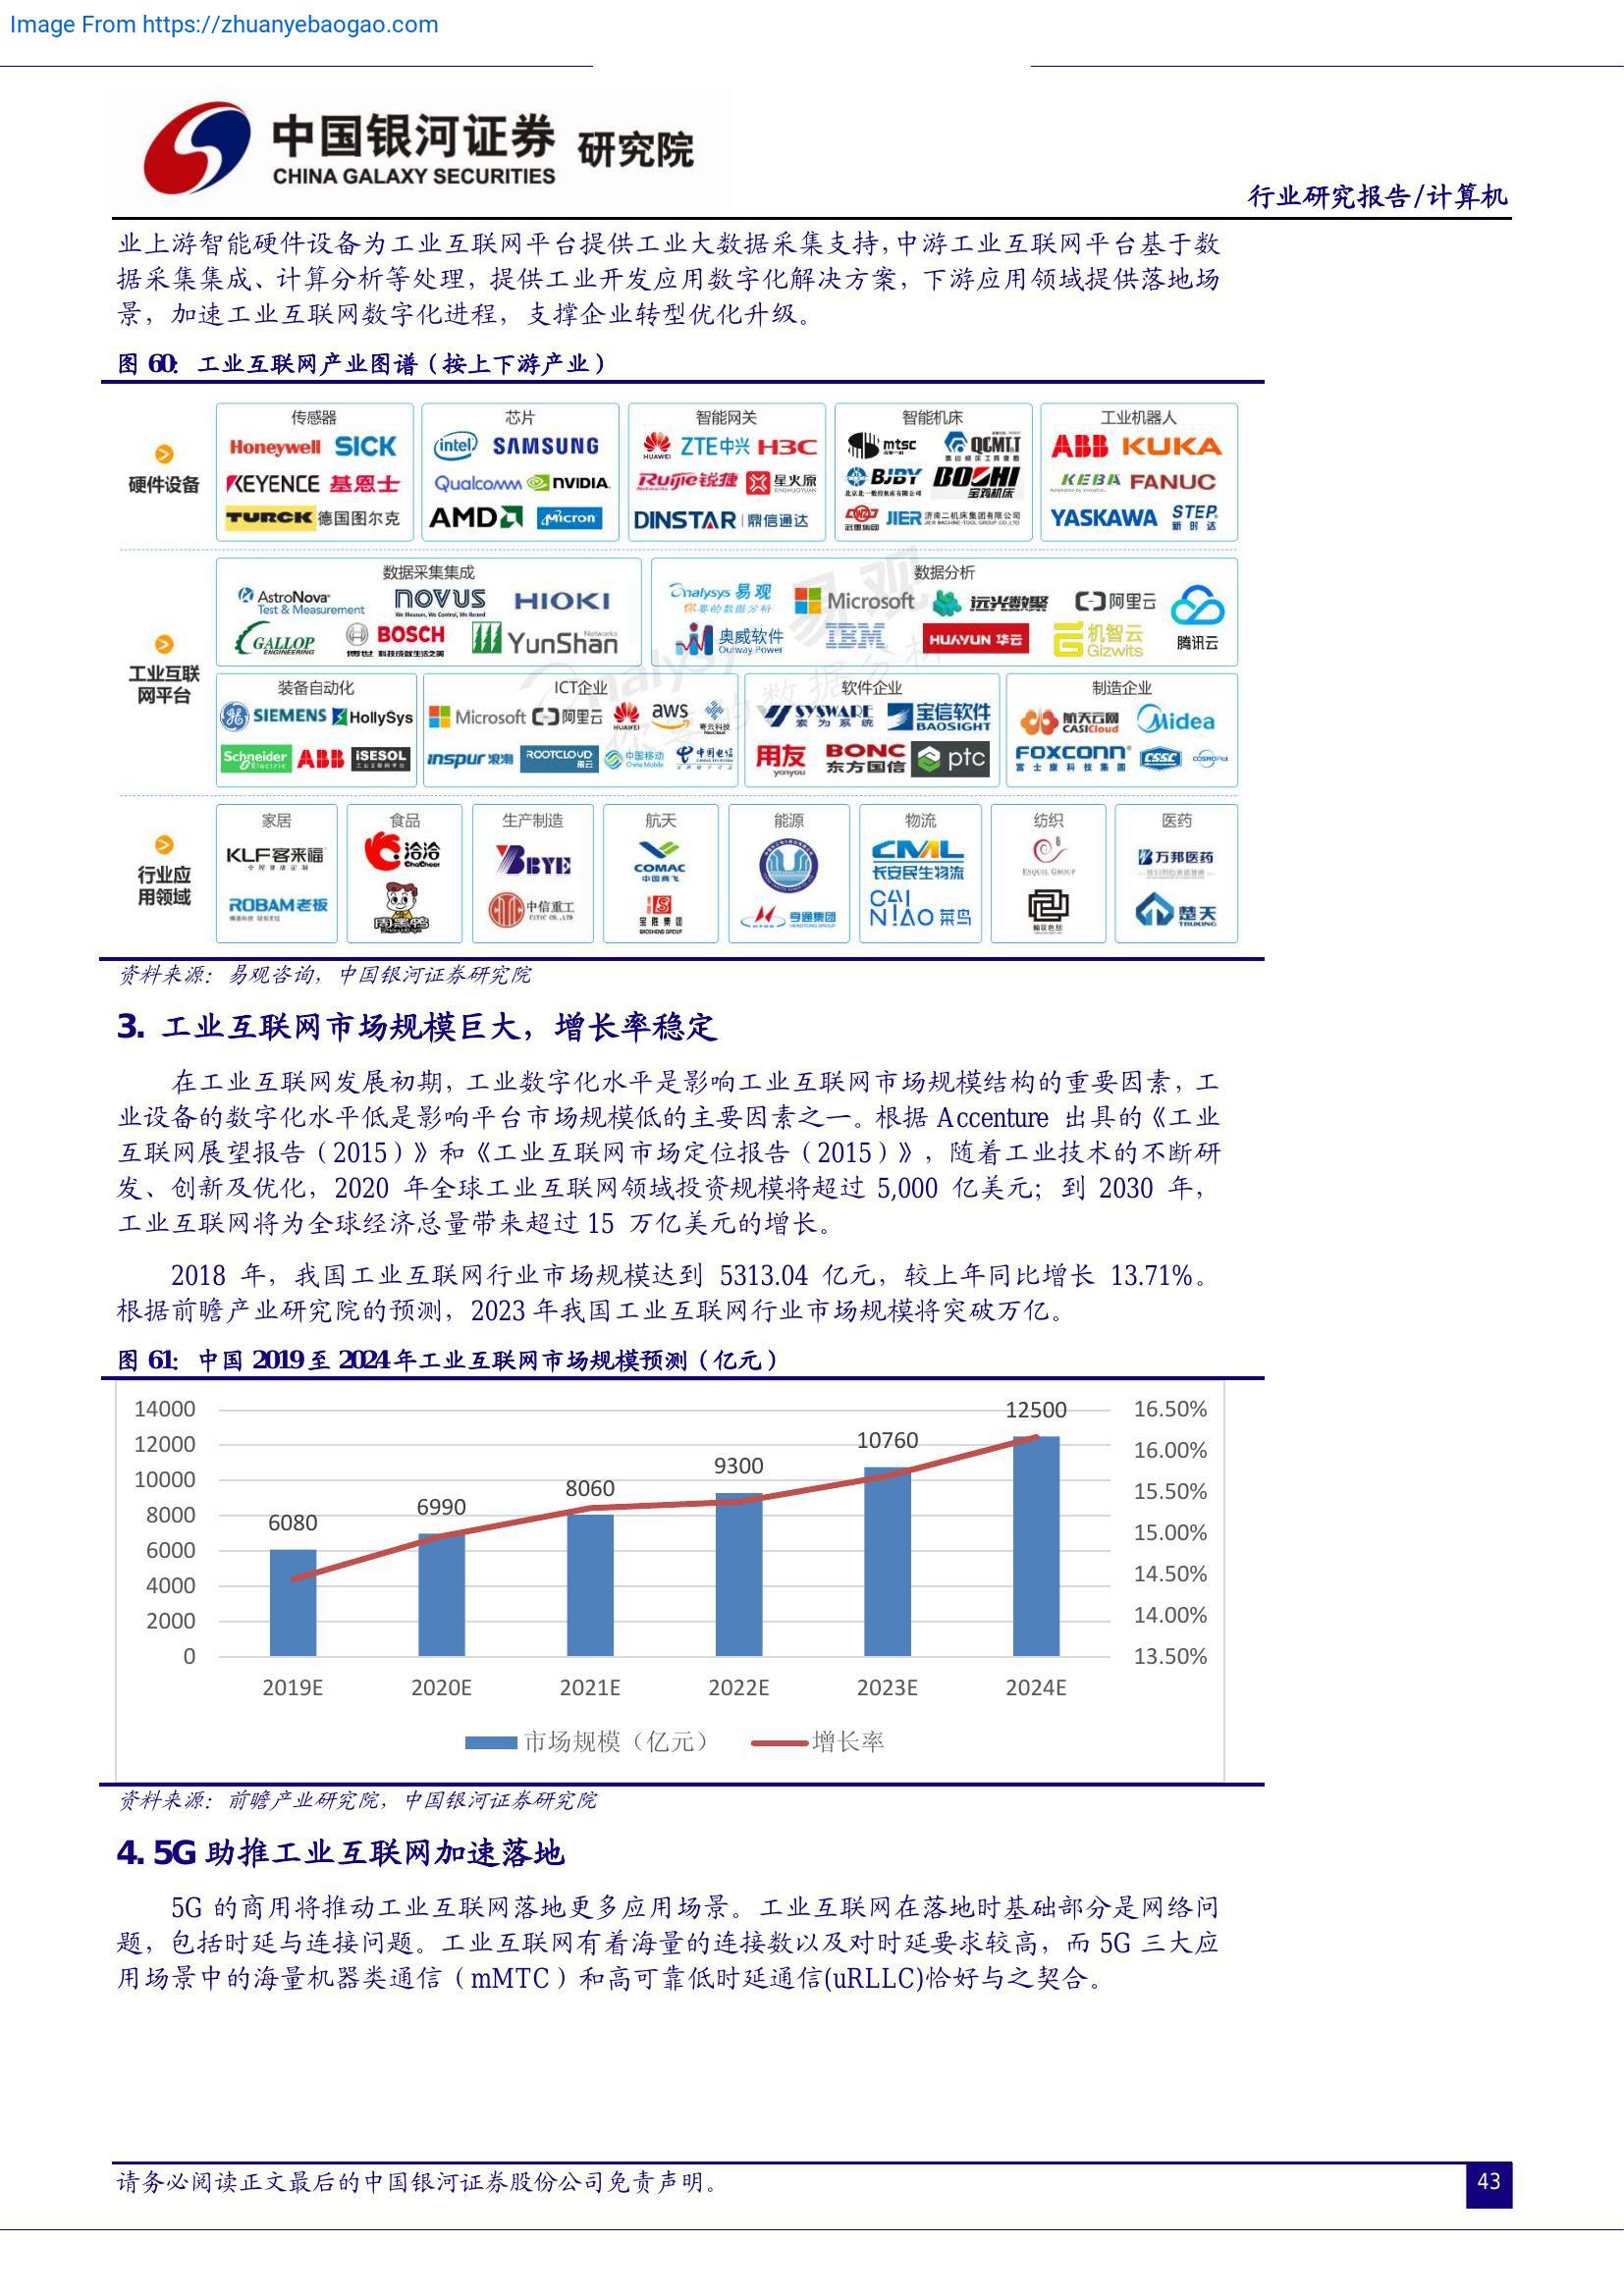 Image From https://zhuanyebaogao.com
中国银河证券 研究院
CHINA GALAXY SECURITIES
行业研究报告/计算机
业上游智能硬件设备为工业互联网平台提供工业大数据采集支持,中游工业互联网平台基于数
据采集集成、计算分析等处理，提供工业开发应用数字化解决方案，下游应用领域提供落地场
景，加速工业互联网数字化进程，支撑企业转型优化升级。
图 60: 工业互联网产业图谱（按上下游产业）
传感器 芯片 智能网关 智能机床 工业机器人
硬件设备
Honeywell SICK intel SAMSUNG HUAWEI ZTE中兴 H3C mtsc QCMLT ABB KUKA
KEYENCE 基恩士 Qualcomm NVIDIA Ruijie锐捷 Networks 星火原 BJBY BOCHI 宝鸡机床 KEBA FANUC
TURCK 德国图尔克 AMD Micron DINSTAR 鼎信通达 武重集团 JIER 济南二机床集团有限公司 YASKAWA STEP 新时达
数据采集集成 数据分析
工业互联
网平台
AstroNova Test & Measurement NOVUS HIOKI Analysys 易观 你要的数据分析 Microsoft 远光数聚 阿里云
GALLOP ENGINEERING BOSCH 博世 科技成就生活之美 YunShan Networks 奥威软件 Ourway Power IBM HUAYUN 华云 机智云 Gizwits 腾讯云
装备自动化 ICT企业 软件企业 制造企业
SIEMENS HollySys Microsoft 阿里云 HUAWEI aws 寄云科技 SYSWARE 索为系统 宝信软件 BAOSIGHT 航天云网 CASICloud Midea
Schneider Electric ABB iSESOL inspur 浪潮 ROOTCLOUD 中国移动 China Mobile 中国电信 用友 yonyou BONC 东方国信 ptc FOXCONN 富士康科技集团 CSSC COSMOPlat
家居 食品 生产制造 航天 能源 物流 纺织 医药
行业应
用领域
KLF客来福 洽洽 ChaCheer BYE COMAC 中国商飞 CMAL 长安民生物流 ESQUEL GROUP 万邦医药
ROBAM老板 周黑鸭 中信重工 CITIC 宝胜集团 BAOSHENG GROUP 亨通集团 HENGTONG GROUP CAINIAO 菜鸟 楚天 TRUKING
资料来源：易观咨询，中国银河证券研究院
3. 工业互联网市场规模巨大，增长率稳定
在工业互联网发展初期，工业数字化水平是影响工业互联网市场规模结构的重要因素，工
业设备的数字化水平低是影响平台市场规模低的主要因素之一。根据 Accenture 出具的《工业
互联网展望报告（2015）》和《工业互联网市场定位报告（2015）》，随着工业技术的不断研
发、创新及优化，2020 年全球工业互联网领域投资规模将超过 5,000 亿美元；到 2030 年，
工业互联网将为全球经济总量带来超过 15 万亿美元的增长。
2018 年，我国工业互联网行业市场规模达到 5313.04 亿元，较上年同比增长 13.71%。
根据前瞻产业研究院的预测，2023 年我国工业互联网行业市场规模将突破万亿。
图 61: 中国 2019 至 2024 年工业互联网市场规模预测（亿元）
14000 12500 16.50%
12000 10760 16.00%
10000 9300 15.50%
8000 8060 15.00%
6000 6990 14.50%
4000 6080 14.00%
2000 13.50%
0
2019E 2020E 2021E 2022E 2023E 2024E
市场规模（亿元） 增长率
资料来源：前瞻产业研究院，中国银河证券研究院
4. 5G 助推工业互联网加速落地
5G 的商用将推动工业互联网落地更多应用场景。工业互联网在落地时基础部分是网络问
题，包括时延与连接问题。工业互联网有着海量的连接数以及对时延要求较高，而 5G 三大应
用场景中的海量机器类通信（mMTC）和高可靠低时延通信(uRLLC)恰好与之契合。
请务必阅读正文最后的中国银河证券股份公司免责声明。
43